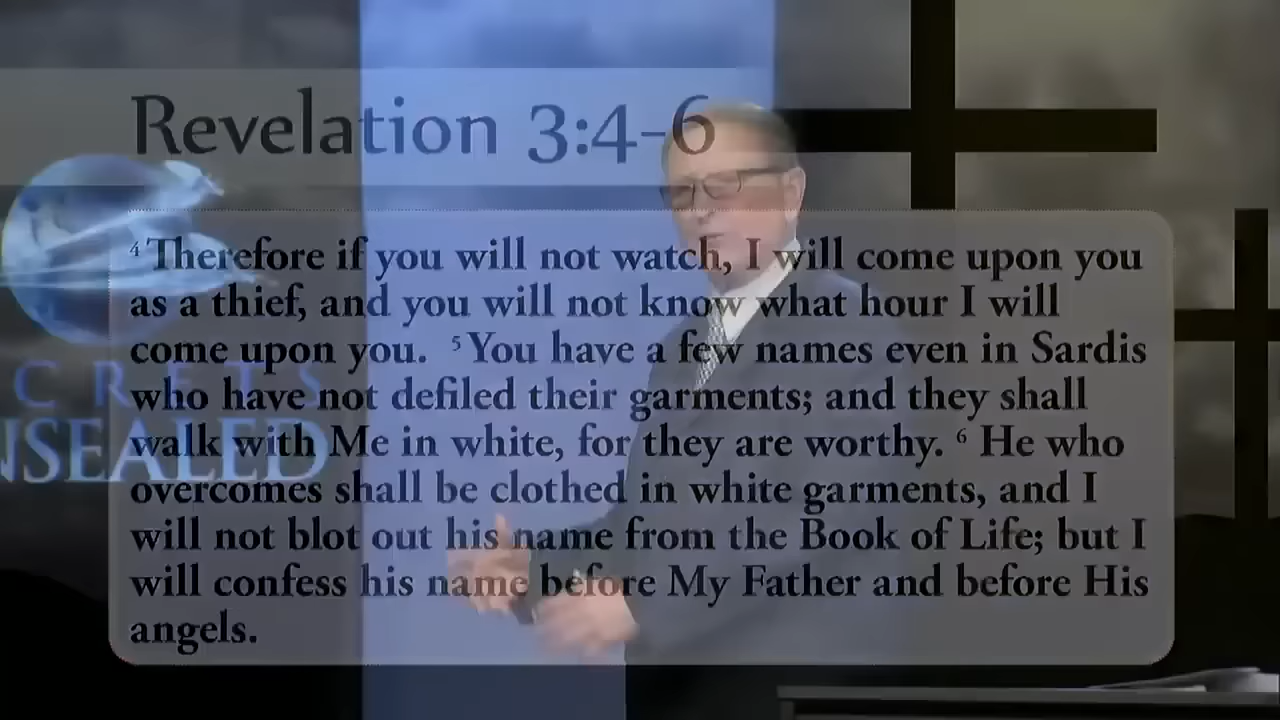 Revelation 3:4-6
4 Therefore if you will not watch, I will come upon you
as a thief, and you will not know what hour I will
come upon you. 5 You have a few names even in Sardis
who have not defiled their garments; and they shall
walk with Me in white, for they are worthy. 6 He who
overcomes shall be clothed in white garments, and I
will not blot out his name from the Book of Life; but I
will confess his name before My Father and before His
angels.
CRETS
NSEALED